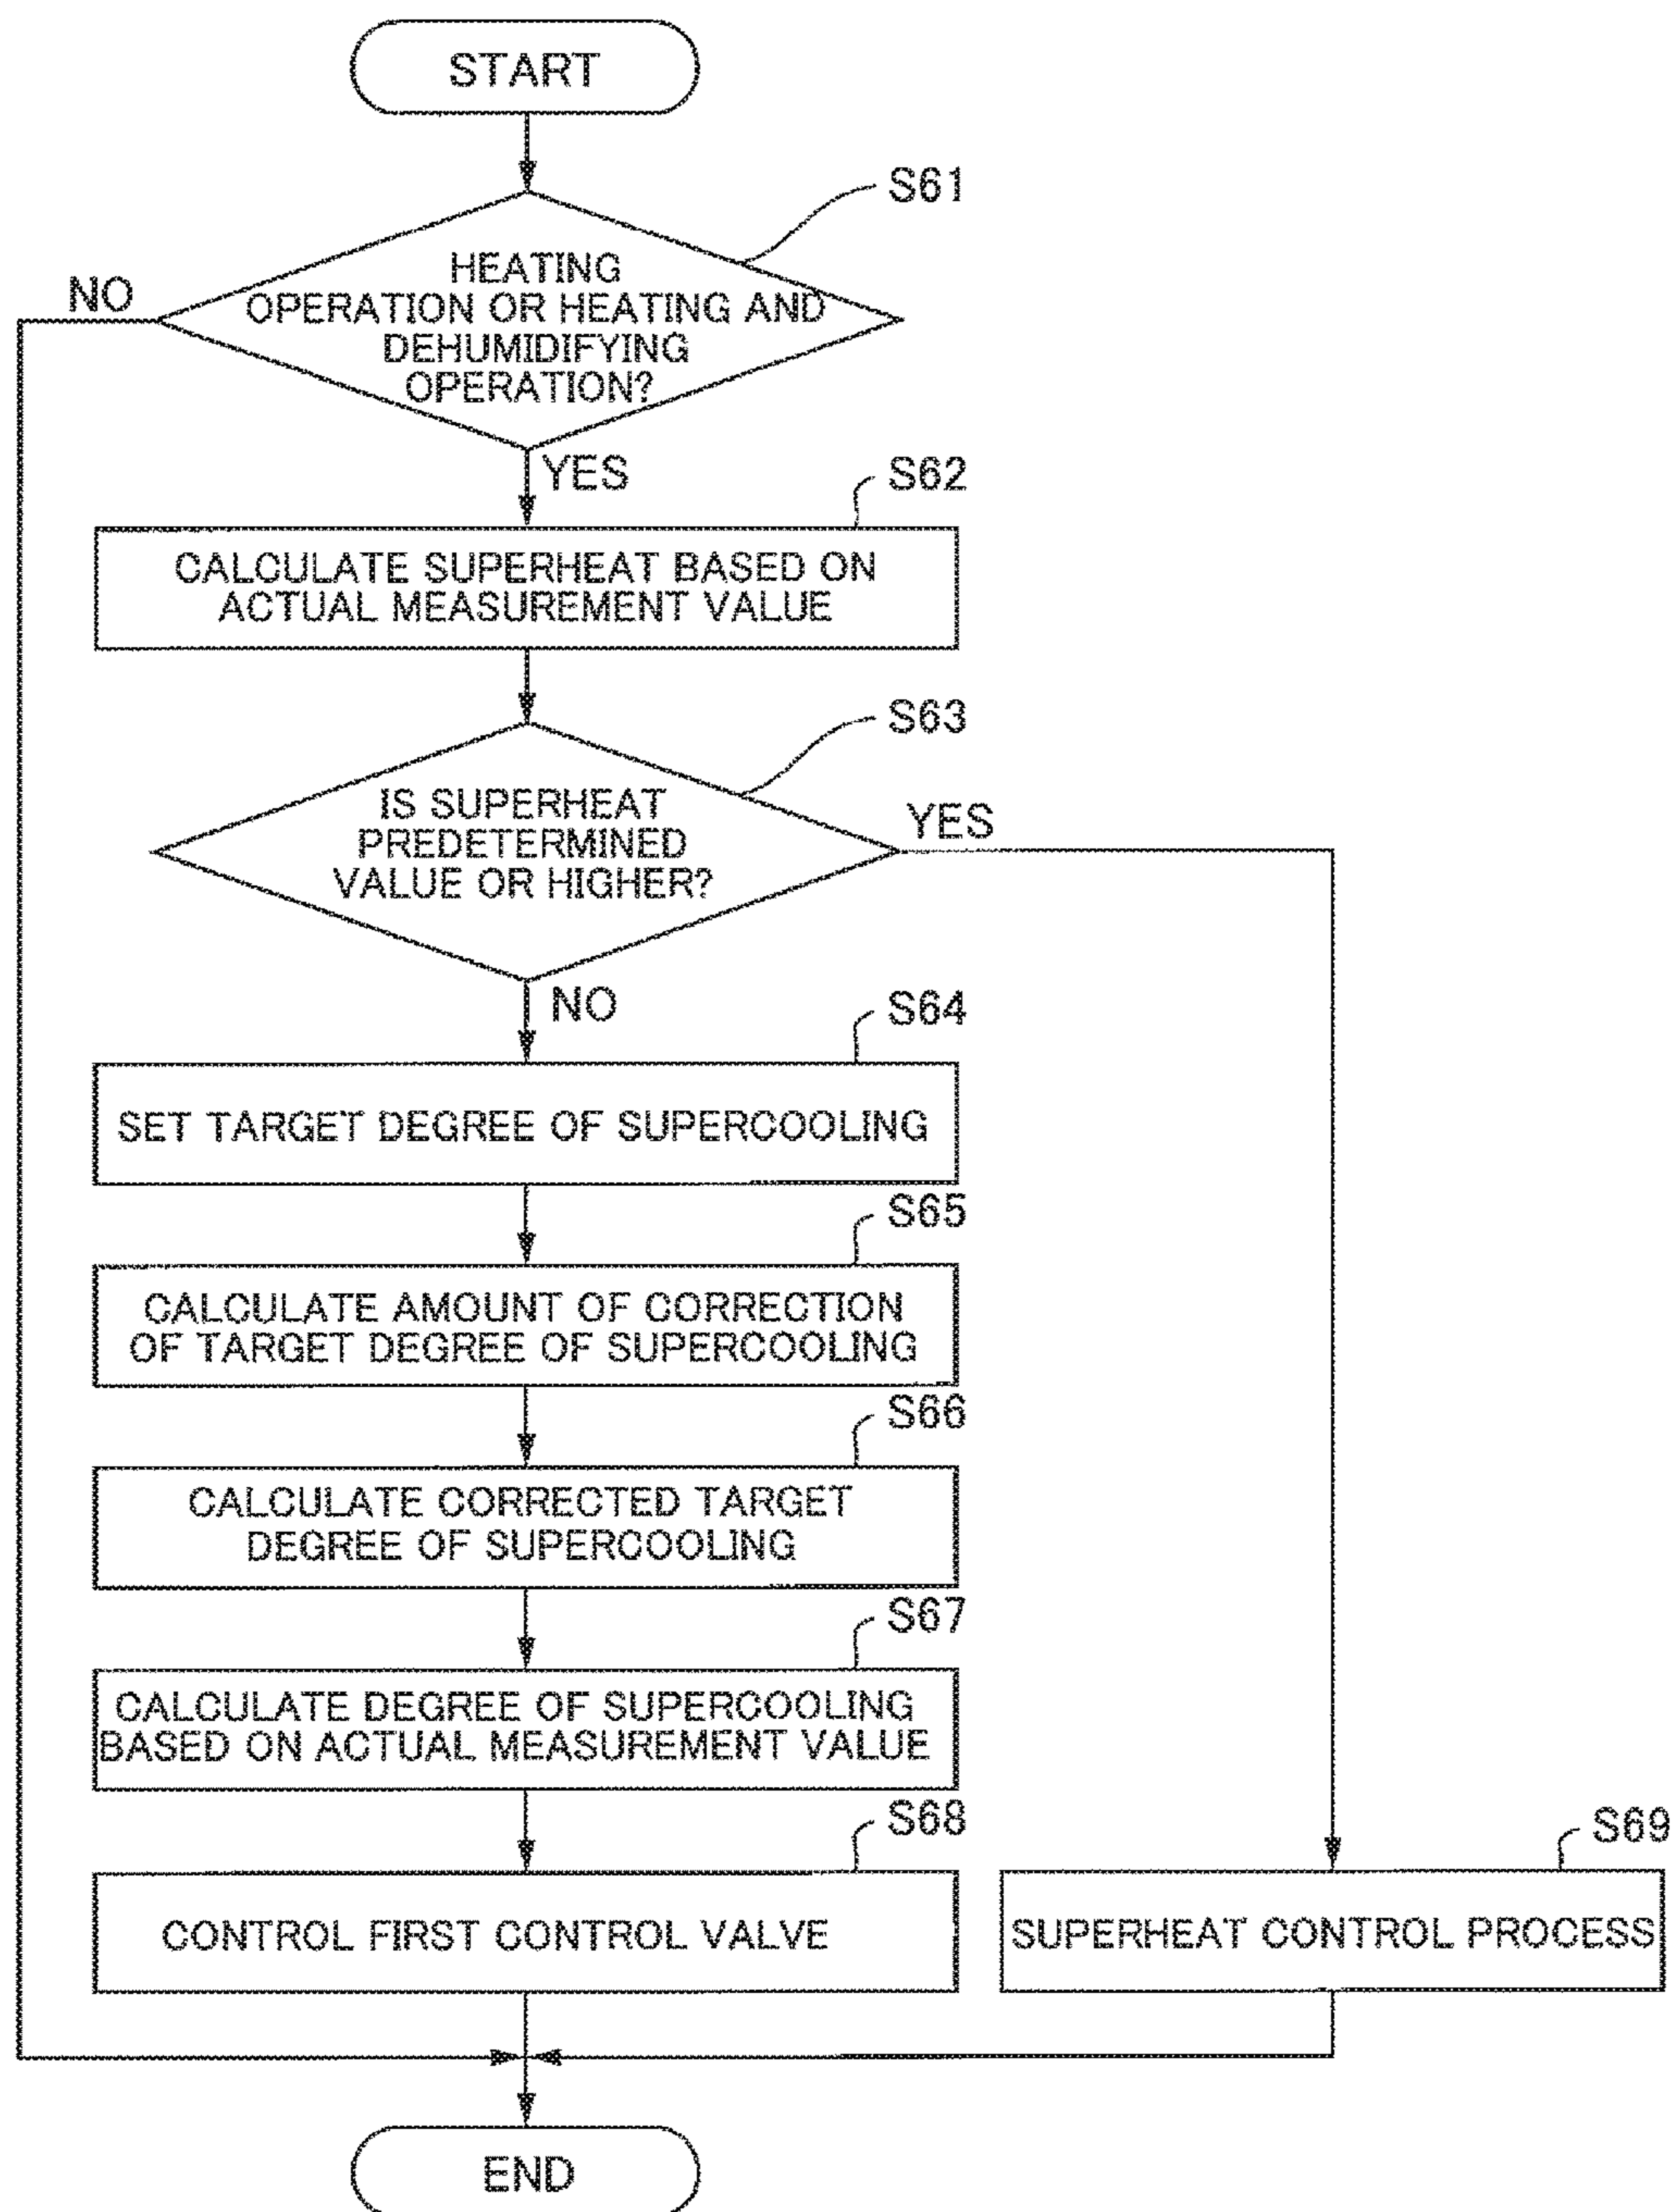 START
S61
NO
HEATING
OPERATION OR HEATING AND
DEHUMIDIFYING
OPERATION?
YES
S62
CALCULATE SUPERHEAT BASED ON
ACTUAL MEASUREMENT VALUE
S63
IS SUPERHEAT
PREDETERMINED
VALUE OR HIGHER?
YES
NO
S64
SET TARGET DEGREE OF SUPERCOOLING
S65
CALCULATE AMOUNT OF CORRECTION
OF TARGET DEGREE OF SUPERCOOLING
S66
CALCULATE CORRECTED TARGET
DEGREE OF SUPERCOOLING
S67
CALCULATE DEGREE OF SUPERCOOLING
BASED ON ACTUAL MEASUREMENT VALUE
S68
CONTROL FIRST CONTROL VALVE
S69
SUPERHEAT CONTROL PROCESS
END